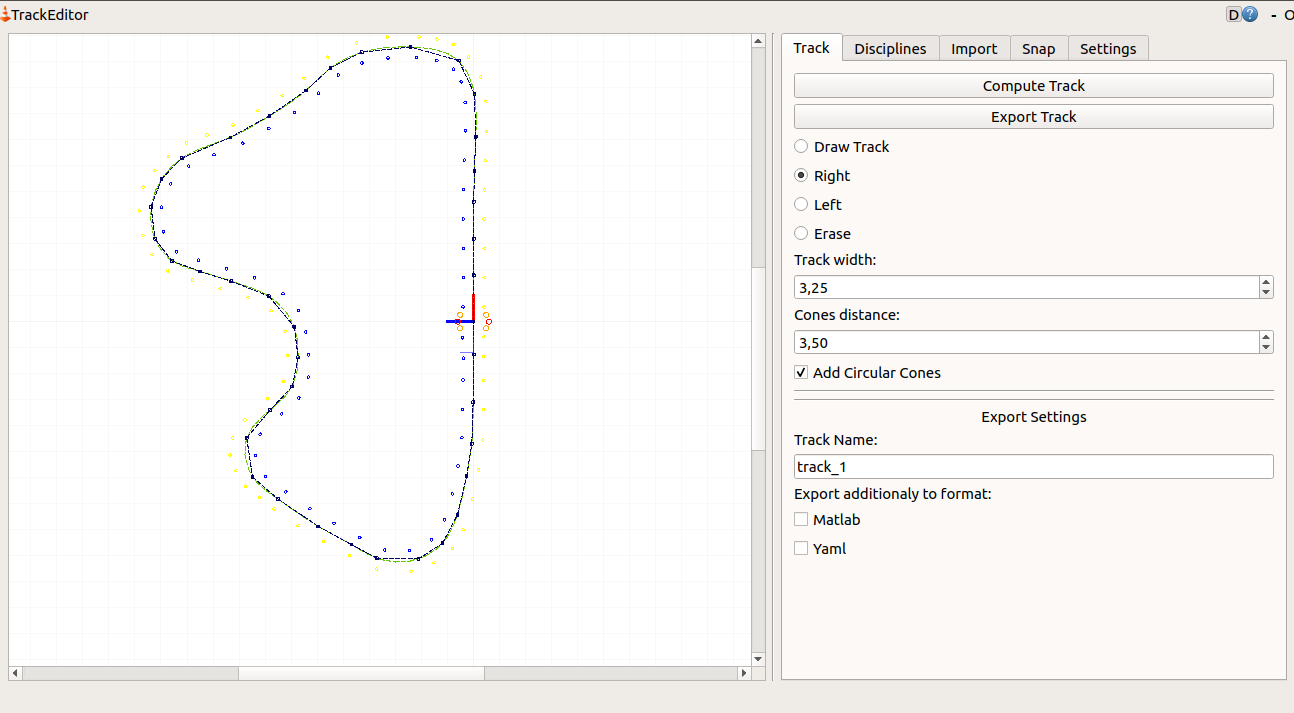 TrackEditor
D ? - O
Track Disciplines Import Snap Settings
Compute Track
Export Track
Draw Track
Right
Left
Erase
Track width:
3,25
Cones distance:
3,50
Add Circular Cones
Export Settings
Track Name:
track_1
Export additionaly to format:
Matlab
Yaml